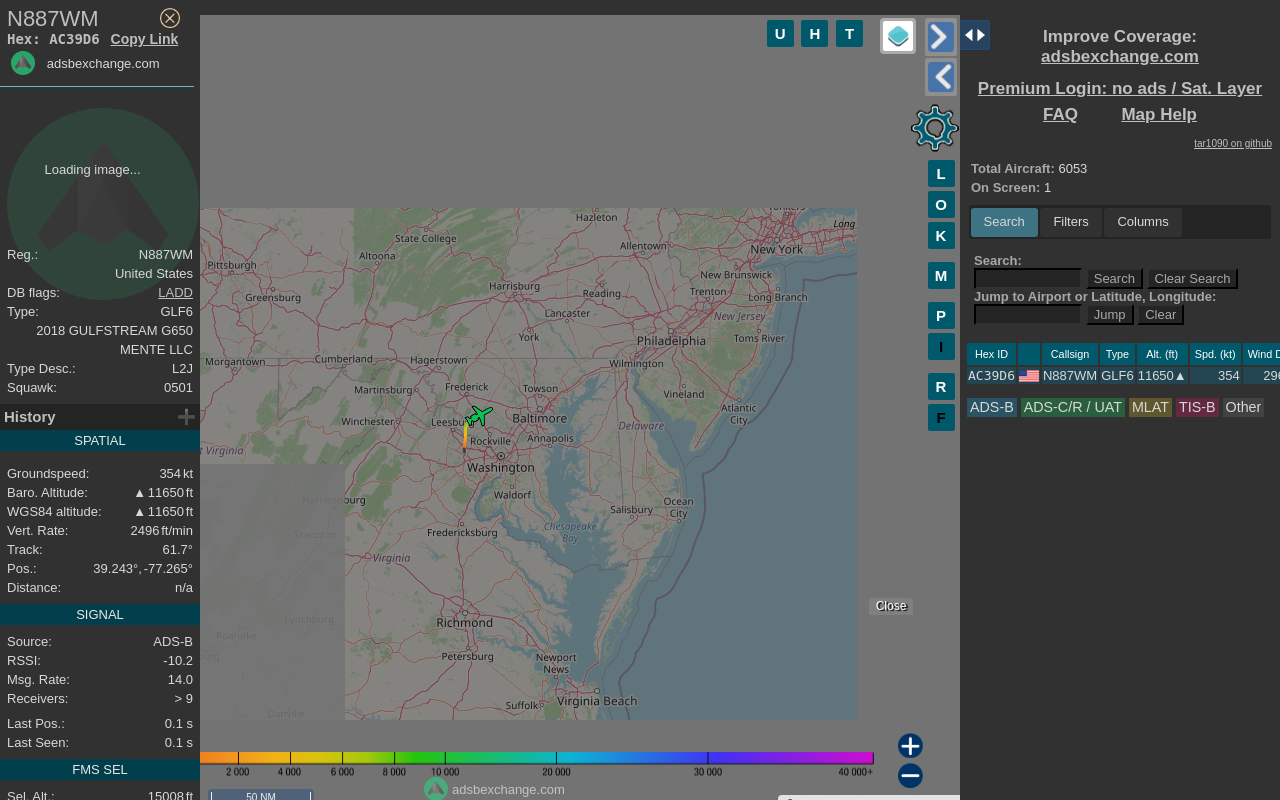 N887WM
Hex: AC39D6 Copy Link
adsbexchange.com
Loading image...
Reg.: N887WM
United States
DB flags: LADD
Type: GLF6
2018 GULFSTREAM G650
MENTE LLC
Type Desc.: L2J
Squawk: 0501
History
SPATIAL
Groundspeed: 354 kt
Baro. Altitude: ▲ 11650 ft
WGS84 altitude: ▲ 11650 ft
Vert. Rate: 2496 ft/min
Track: 61.7°
Pos.: 39.243°, -77.265°
Distance: n/a
SIGNAL
Source: ADS-B
RSSI: -10.2
Msg. Rate: 14.0
Receivers: > 9
Last Pos.: 0.1 s
Last Seen: 0.1 s
FMS SEL
Sel. Alt.: 15008 ft
U H T
L
O
K
M
P
I
R
F
Hazleton
Yonkers
Long
State College
Allentown
New York
Altoona
Pittsburgh
New Brunswick
Harrisburg
Reading
Trenton
Long Branch
Greensburg
Lancaster
New Jersey
York
Philadelphia
Toms River
Morgantown
Cumberland
Hagerstown
Wilmington
Martinsburg
Frederick
Towson
Vineland
Atlantic
City
Winchester
Leesbu
Baltimore
Delaware
Rockville
Annapolis
t Virginia
Washington
Harrisonburg
Waldorf
Ocean
City
Salisbury
Staunton
Fredericksburg
Chesapeake
Bay
Virginia
Lynchburg
Richmond
Roanoke
burg
Petersburg
Newport
News
Suffolk
Virginia Beach
Danville
Close
2 000 4 000 6 000 8 000 10 000 20 000 30 000 40 000+
adsbexchange.com
50 NM
Improve Coverage:
adsbexchange.com
Premium Login: no ads / Sat. Layer
FAQ Map Help
tar1090 on github
Total Aircraft: 6053
On Screen: 1
Search Filters Columns
Search:
Search Clear Search
Jump to Airport or Latitude, Longitude:
Jump Clear
Hex ID Callsign Type Alt. (ft) Spd. (kt) Wind D
AC39D6 N887WM GLF6 11650▲ 354 296
ADS-B ADS-C/R / UAT MLAT TIS-B Other